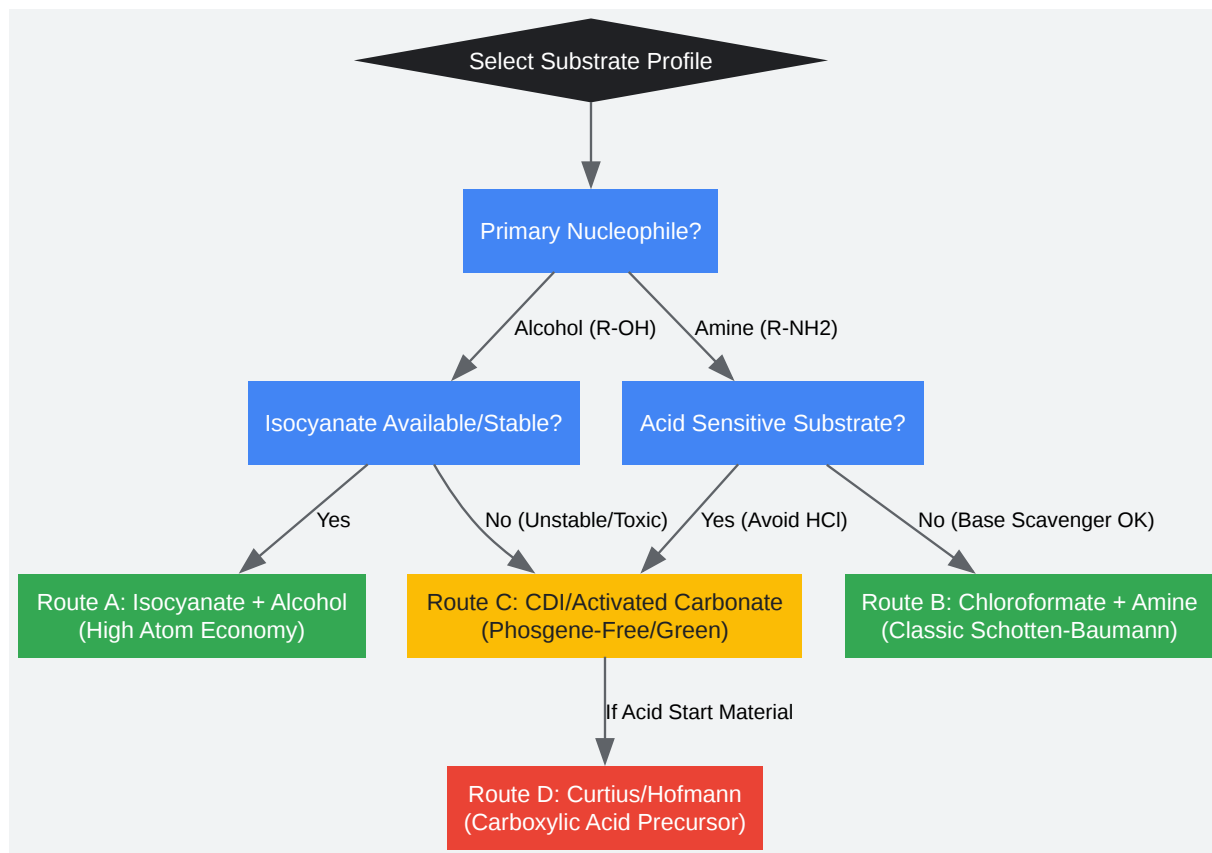 Select Substrate Profile
Primary Nucleophile?
Alcohol (R-OH)
Amine (R-NH2)
Isocyanate Available/Stable?
Acid Sensitive Substrate?
Yes
No (Unstable/Toxic)
Yes (Avoid HCl)
No (Base Scavenger OK)
Route A: Isocyanate + Alcohol
(High Atom Economy)
Route C: CDI/Activated Carbonate
(Phosgene-Free/Green)
Route B: Chloroformate + Amine
(Classic Schotten-Baumann)
If Acid Start Material
Route D: Curtius/Hofmann
(Carboxylic Acid Precursor)